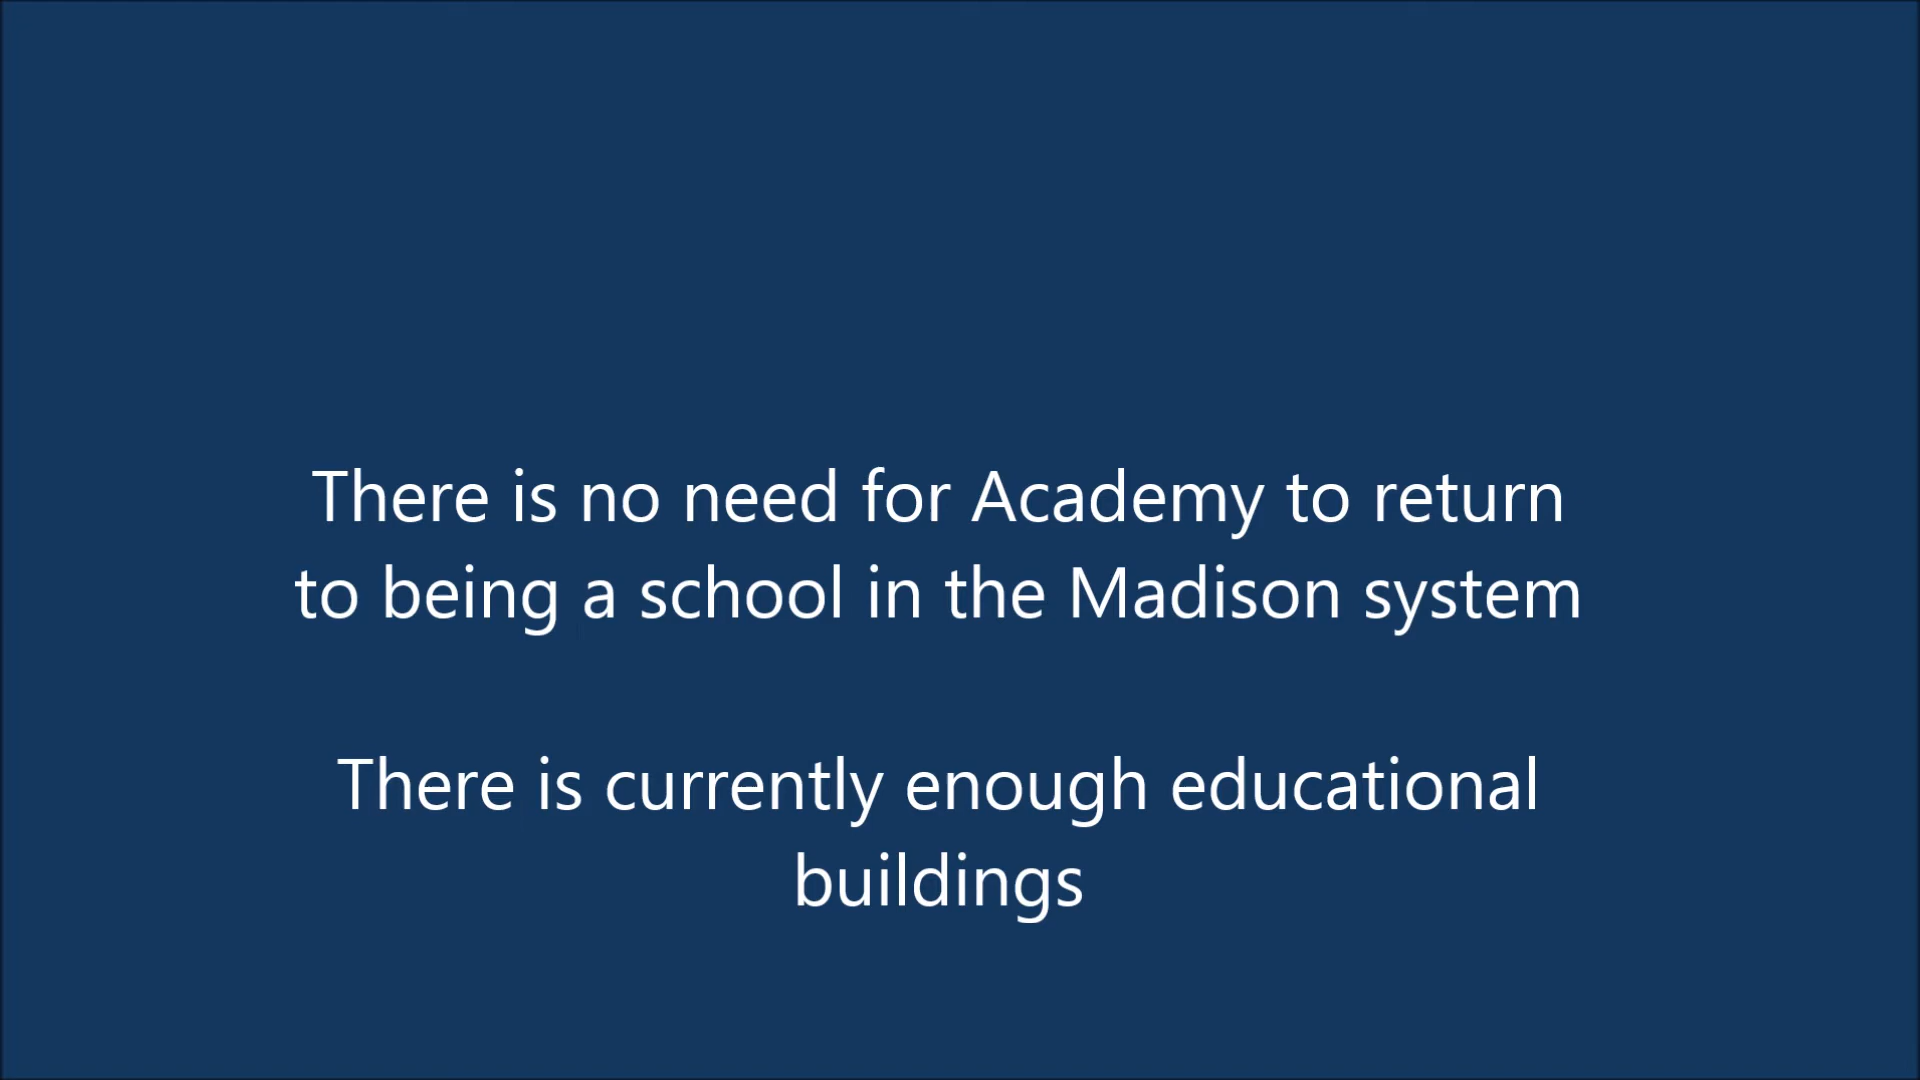 There is no need for Academy to return
to being a school in the Madison system
There is currently enough educational
buildings